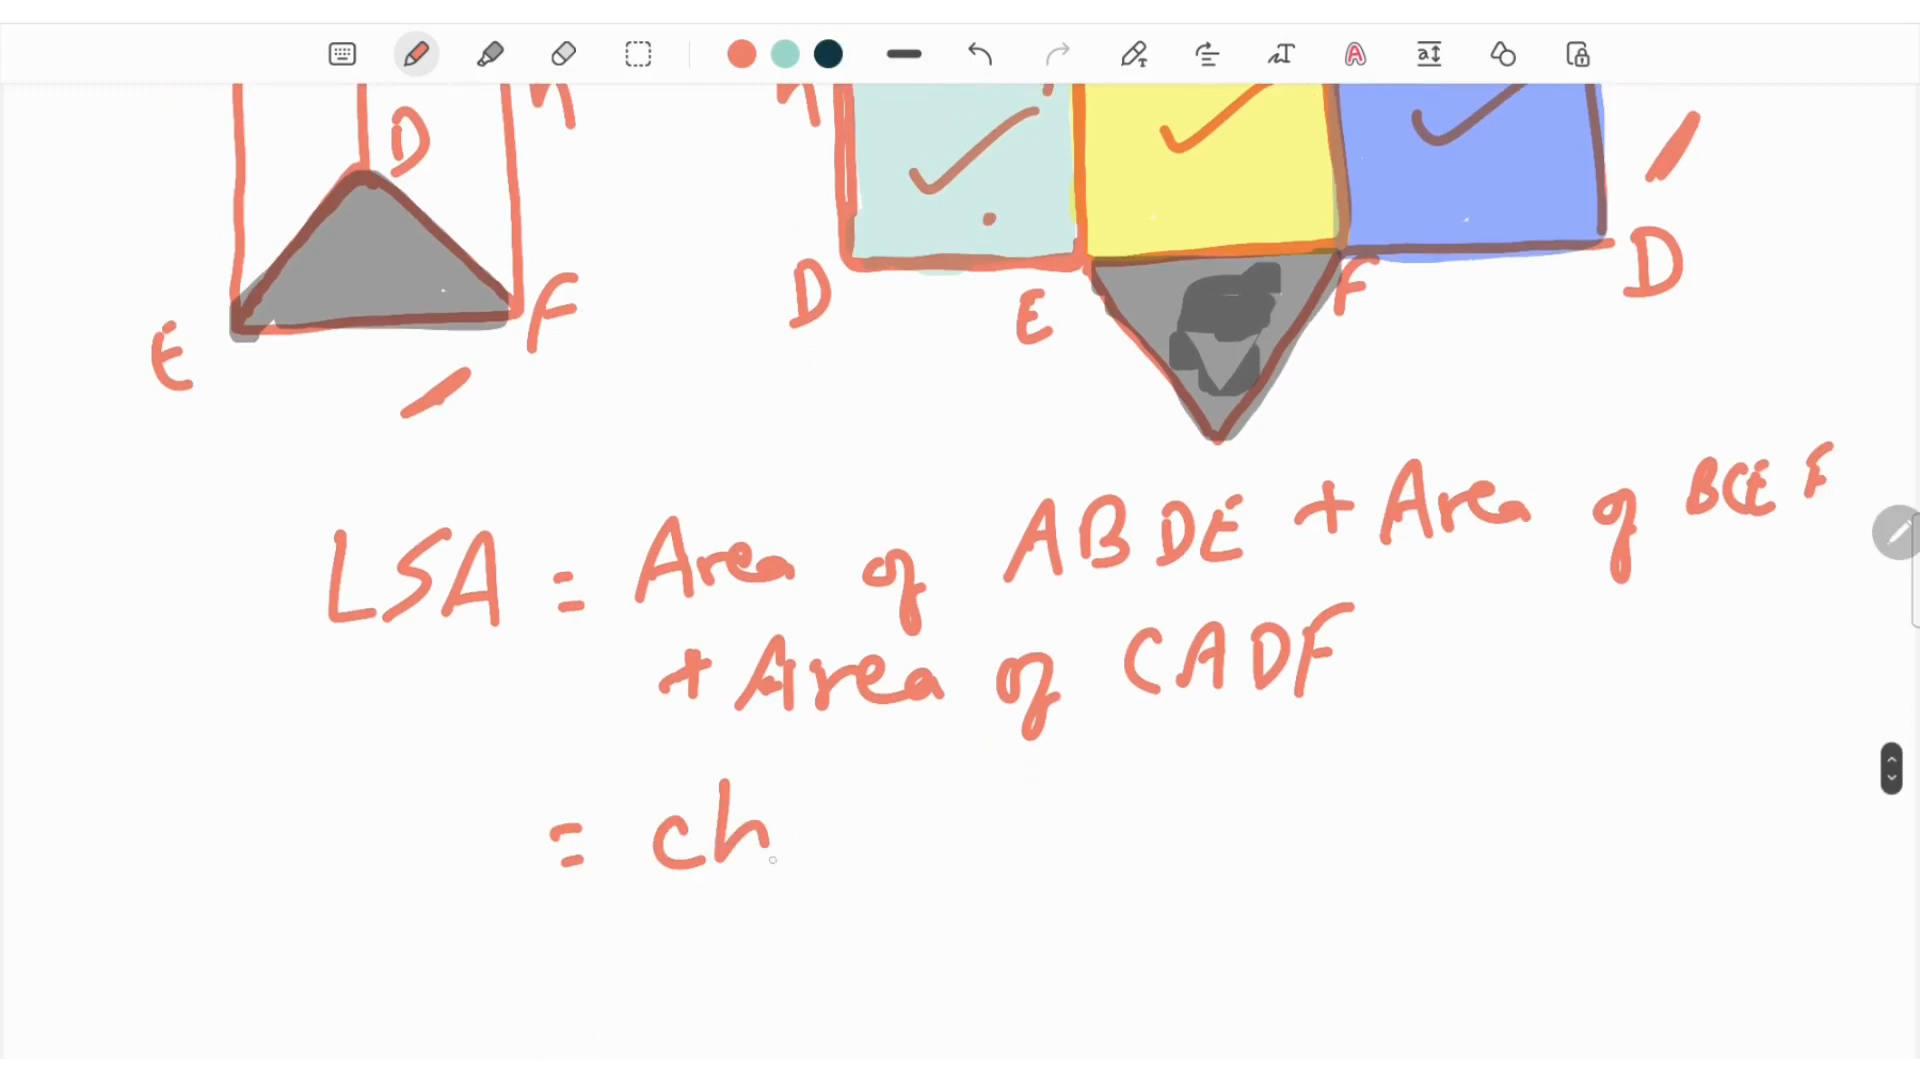 D
E
F
D
E
F
D
LSA = Area of ABDE + Area of BCEF
+ Area of CADF
= ch